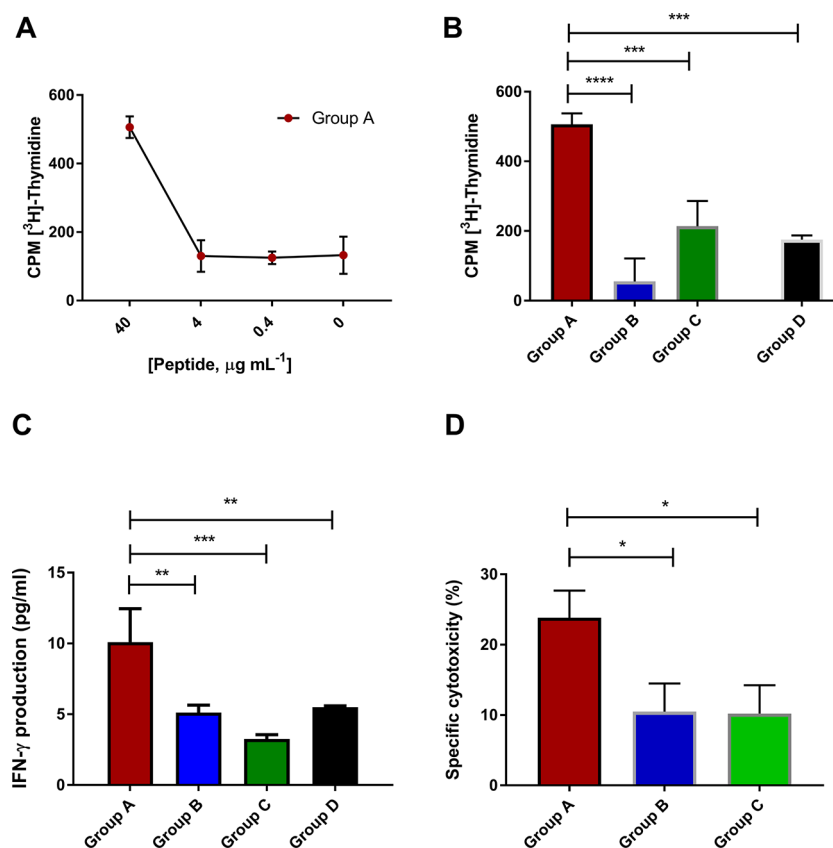 A
CPM [³H]-Thymidine
600
400
200
0
Group A
40
4
0.4
0
[Peptide, μg mL⁻¹]
B
CPM [³H]-Thymidine
***
***
****
600
400
200
0
Group A
Group B
Group C
Group D
C
IFN-γ production (pg/ml)
**
***
**
15
10
5
0
Group A
Group B
Group C
Group D
D
Specific cytotoxicity (%)
*
*
30
20
10
0
Group A
Group B
Group C